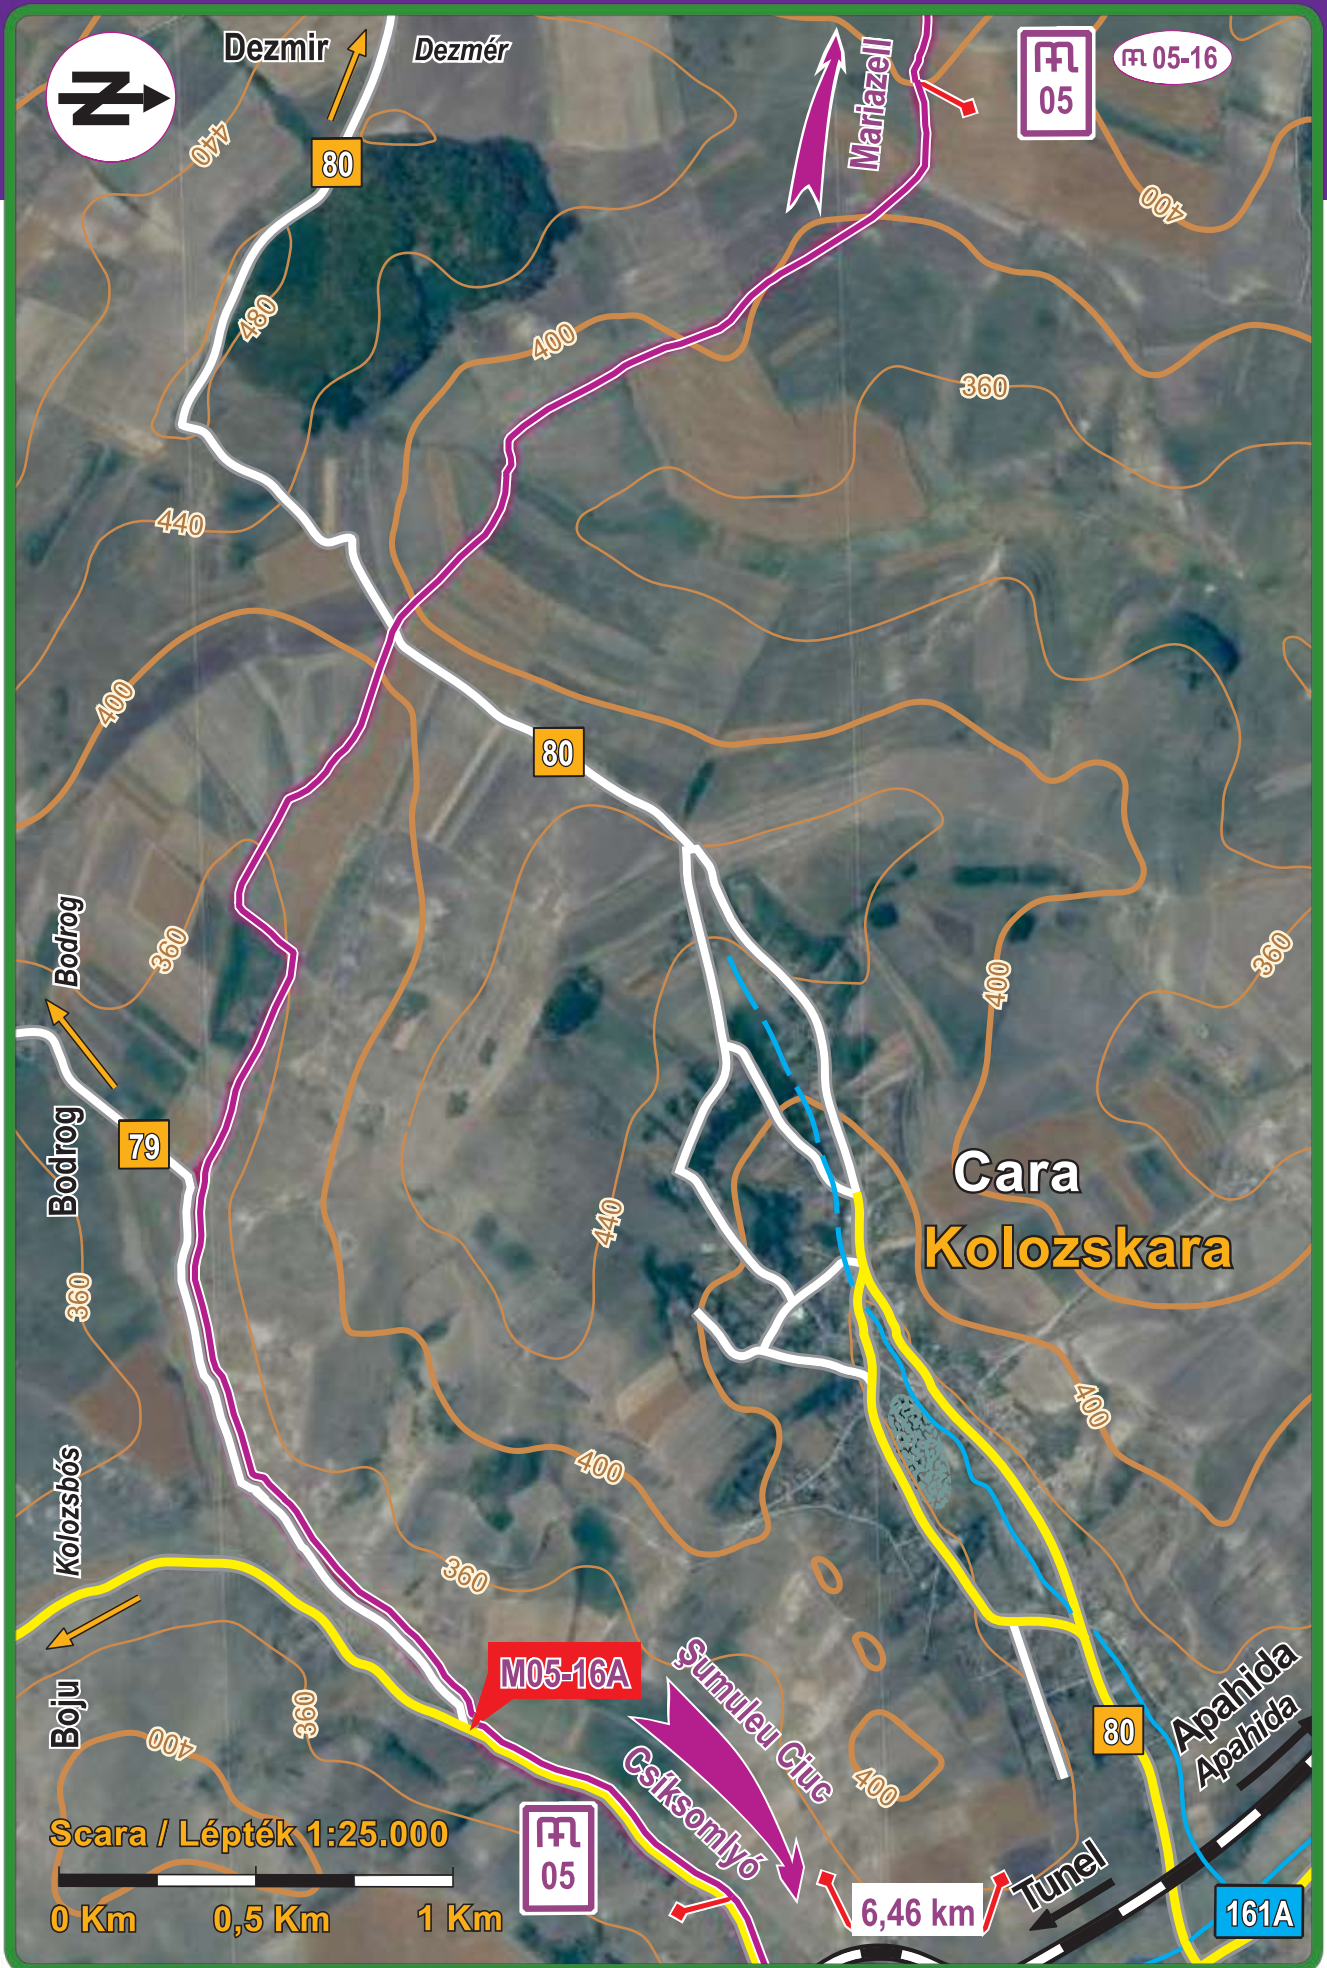 Dezmir
Dezmér
Mariazell
05
05-16
N
80
440
400
480
400
360
440
400
80
Bodrog
360
400
360
79
Bodrog
Cara
Kolozskara
440
360
400
Kolozsbós
400
360
M05-16A
Şumuleu Ciuc
Csíksomlyó
Boju
360
400
400
80
Apahida
Apahida
Scara / Lépték 1:25.000
0 Km
0,5 Km
1 Km
05
6,46 km
Tunel
161A